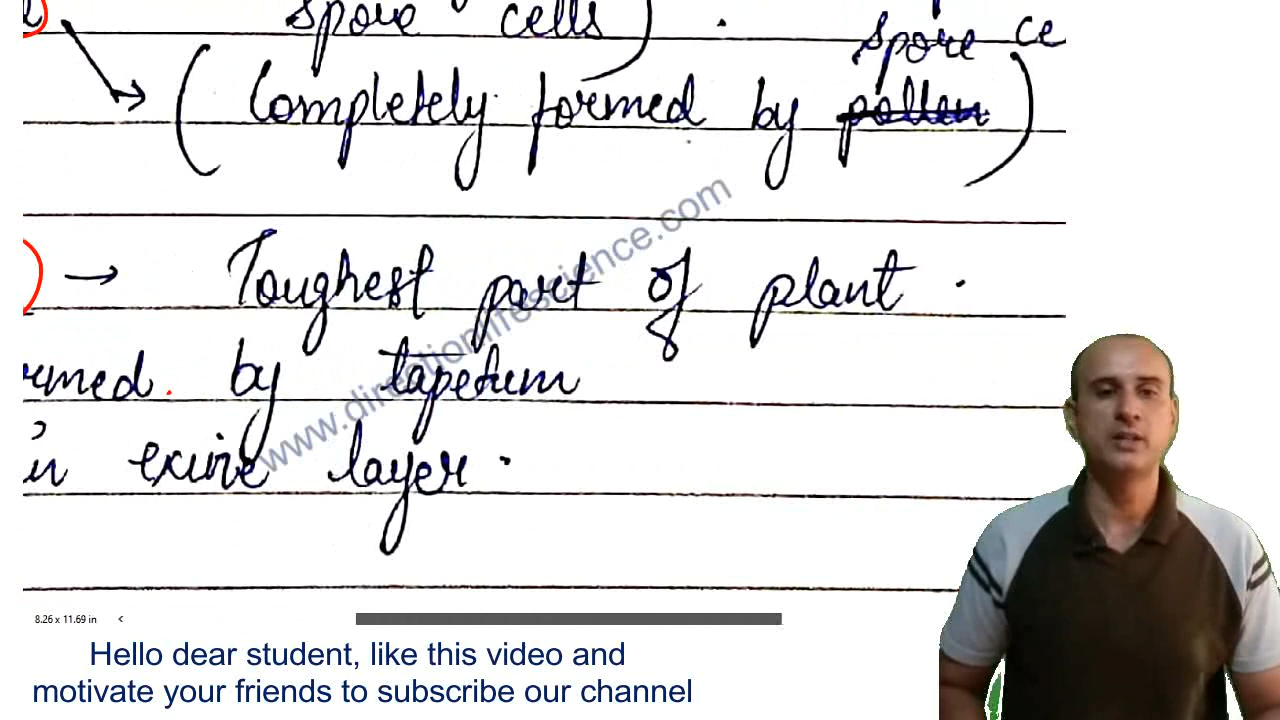 spore cells) .
spore ce
(Completely formed by pollen)
→ Toughest part of plant .
rmed. by tapetum
in exine layer .
www.directionlifescience.com
8.26 x 11.69 in <
Hello dear student, like this video and
motivate your friends to subscribe our channel